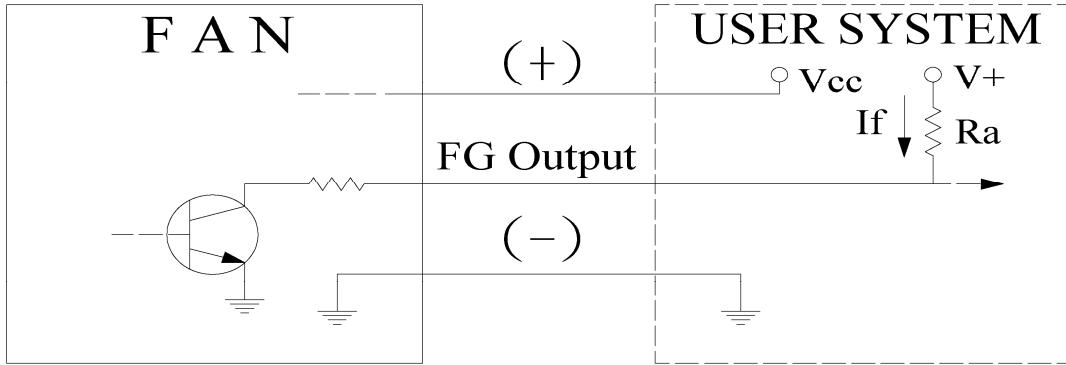 F A N
USER SYSTEM
(+)
Vcc
V+
If
Ra
FG Output
(−)